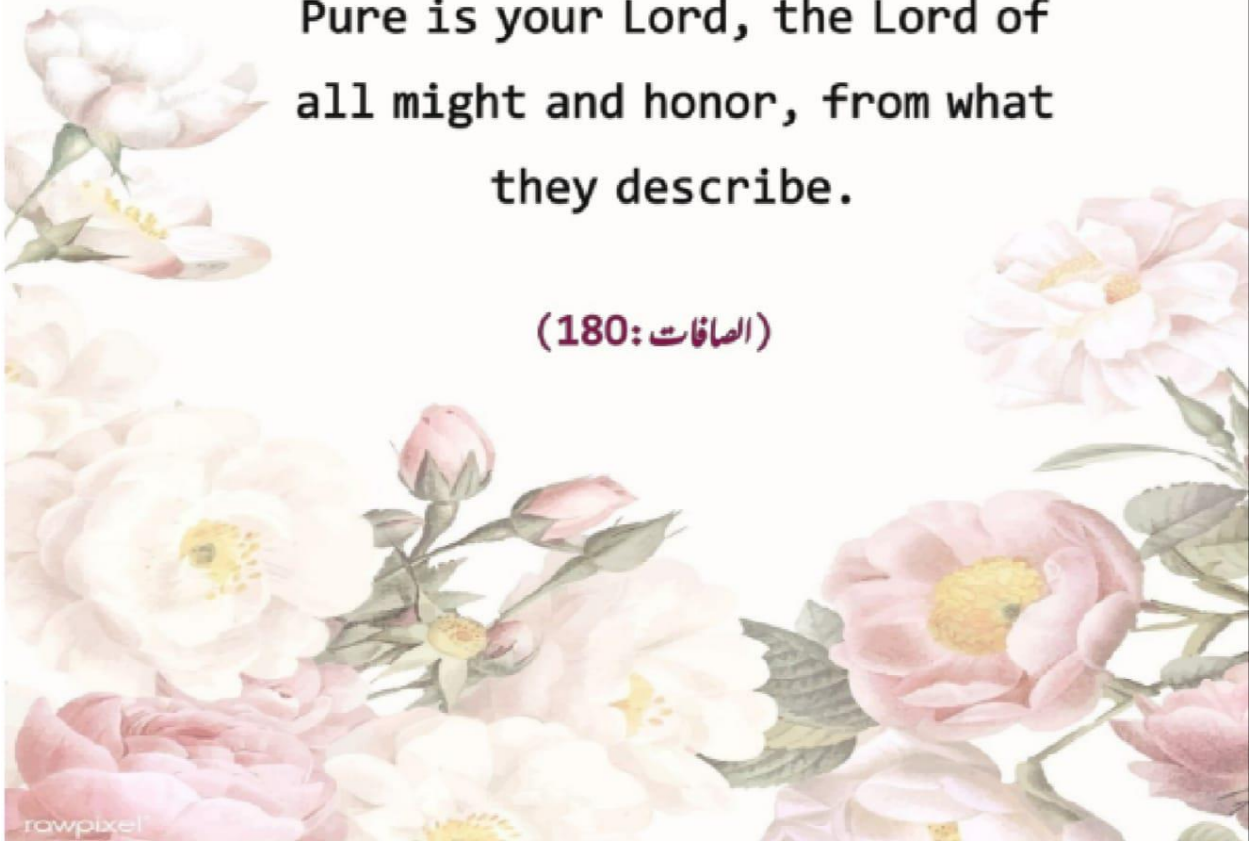 Pure is your Lord, the Lord of
all might and honor, from what
they describe.
(الصافات:180)
rawpixel